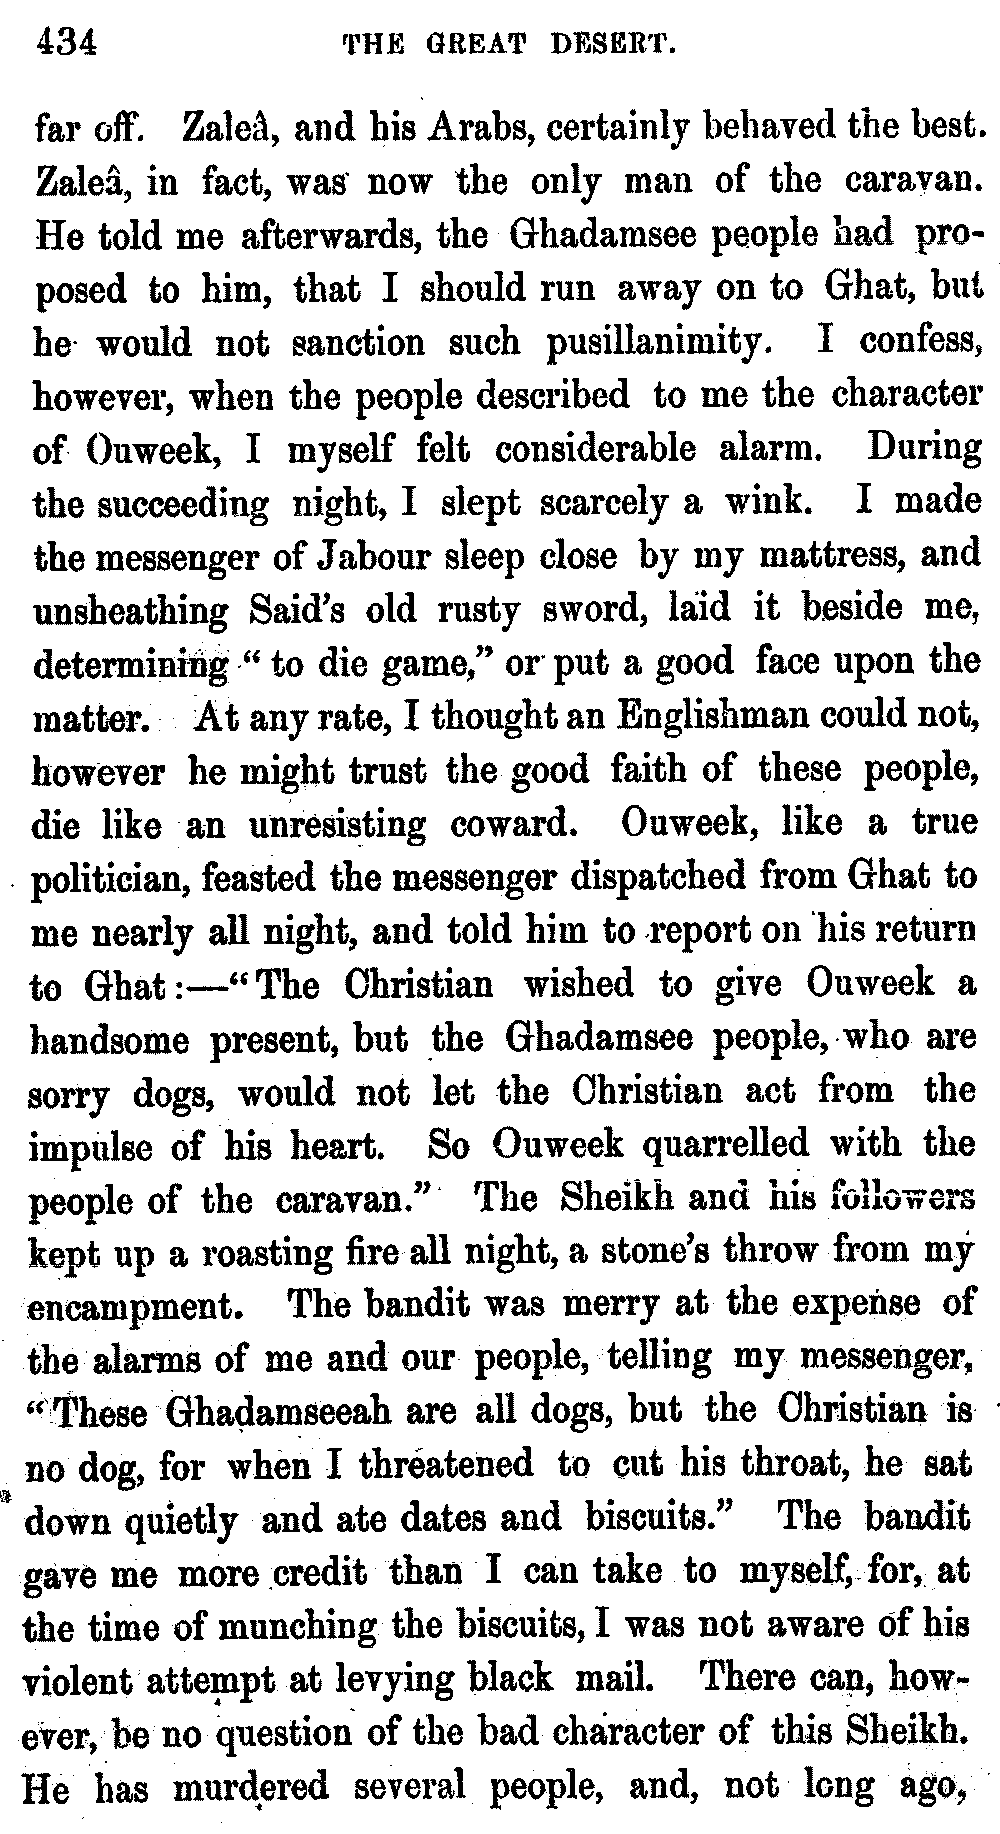 434 THE GREAT DESERT.
far off. Zaleâ, and his Arabs, certainly behaved the best.
Zaleâ, in fact, was now the only man of the caravan.
He told me afterwards, the Ghadamsee people had pro-
posed to him, that I should run away on to Ghat, but
he would not sanction such pusillanimity. I confess,
however, when the people described to me the character
of Ouweek, I myself felt considerable alarm. During
the succeeding night, I slept scarcely a wink. I made
the messenger of Jabour sleep close by my mattress, and
unsheathing Said's old rusty sword, laid it beside me,
determining “ to die game,” or put a good face upon the
matter. At any rate, I thought an Englishman could not,
however he might trust the good faith of these people,
die like an unresisting coward. Ouweek, like a true
politician, feasted the messenger dispatched from Ghat to
me nearly all night, and told him to report on his return
to Ghat :—“ The Christian wished to give Ouweek a
handsome present, but the Ghadamsee people, who are
sorry dogs, would not let the Christian act from the
impulse of his heart. So Ouweek quarrelled with the
people of the caravan.” The Sheikh and his followers
kept up a roasting fire all night, a stone's throw from my
encampment. The bandit was merry at the expense of
the alarms of me and our people, telling my messenger,
“ These Ghadamseeah are all dogs, but the Christian is
no dog, for when I threatened to cut his throat, he sat
down quietly and ate dates and biscuits.” The bandit
gave me more credit than I can take to myself, for, at
the time of munching the biscuits, I was not aware of his
violent attempt at levying black mail. There can, how-
ever, be no question of the bad character of this Sheikh.
He has murdered several people, and, not long ago,